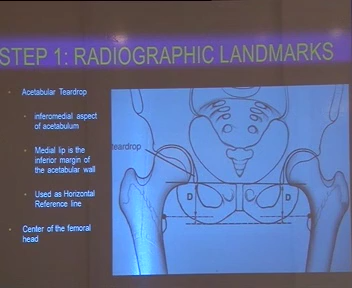 STEP 1: RADIOGRAPHIC LANDMARKS
Acetabular Teardrop
inferomedial aspect
of acetabulum
Medial lip is the
inferior margin of
the acetabular wall
Used as Horizontal
Reference line
Center of the femoral
head
teardrop
D